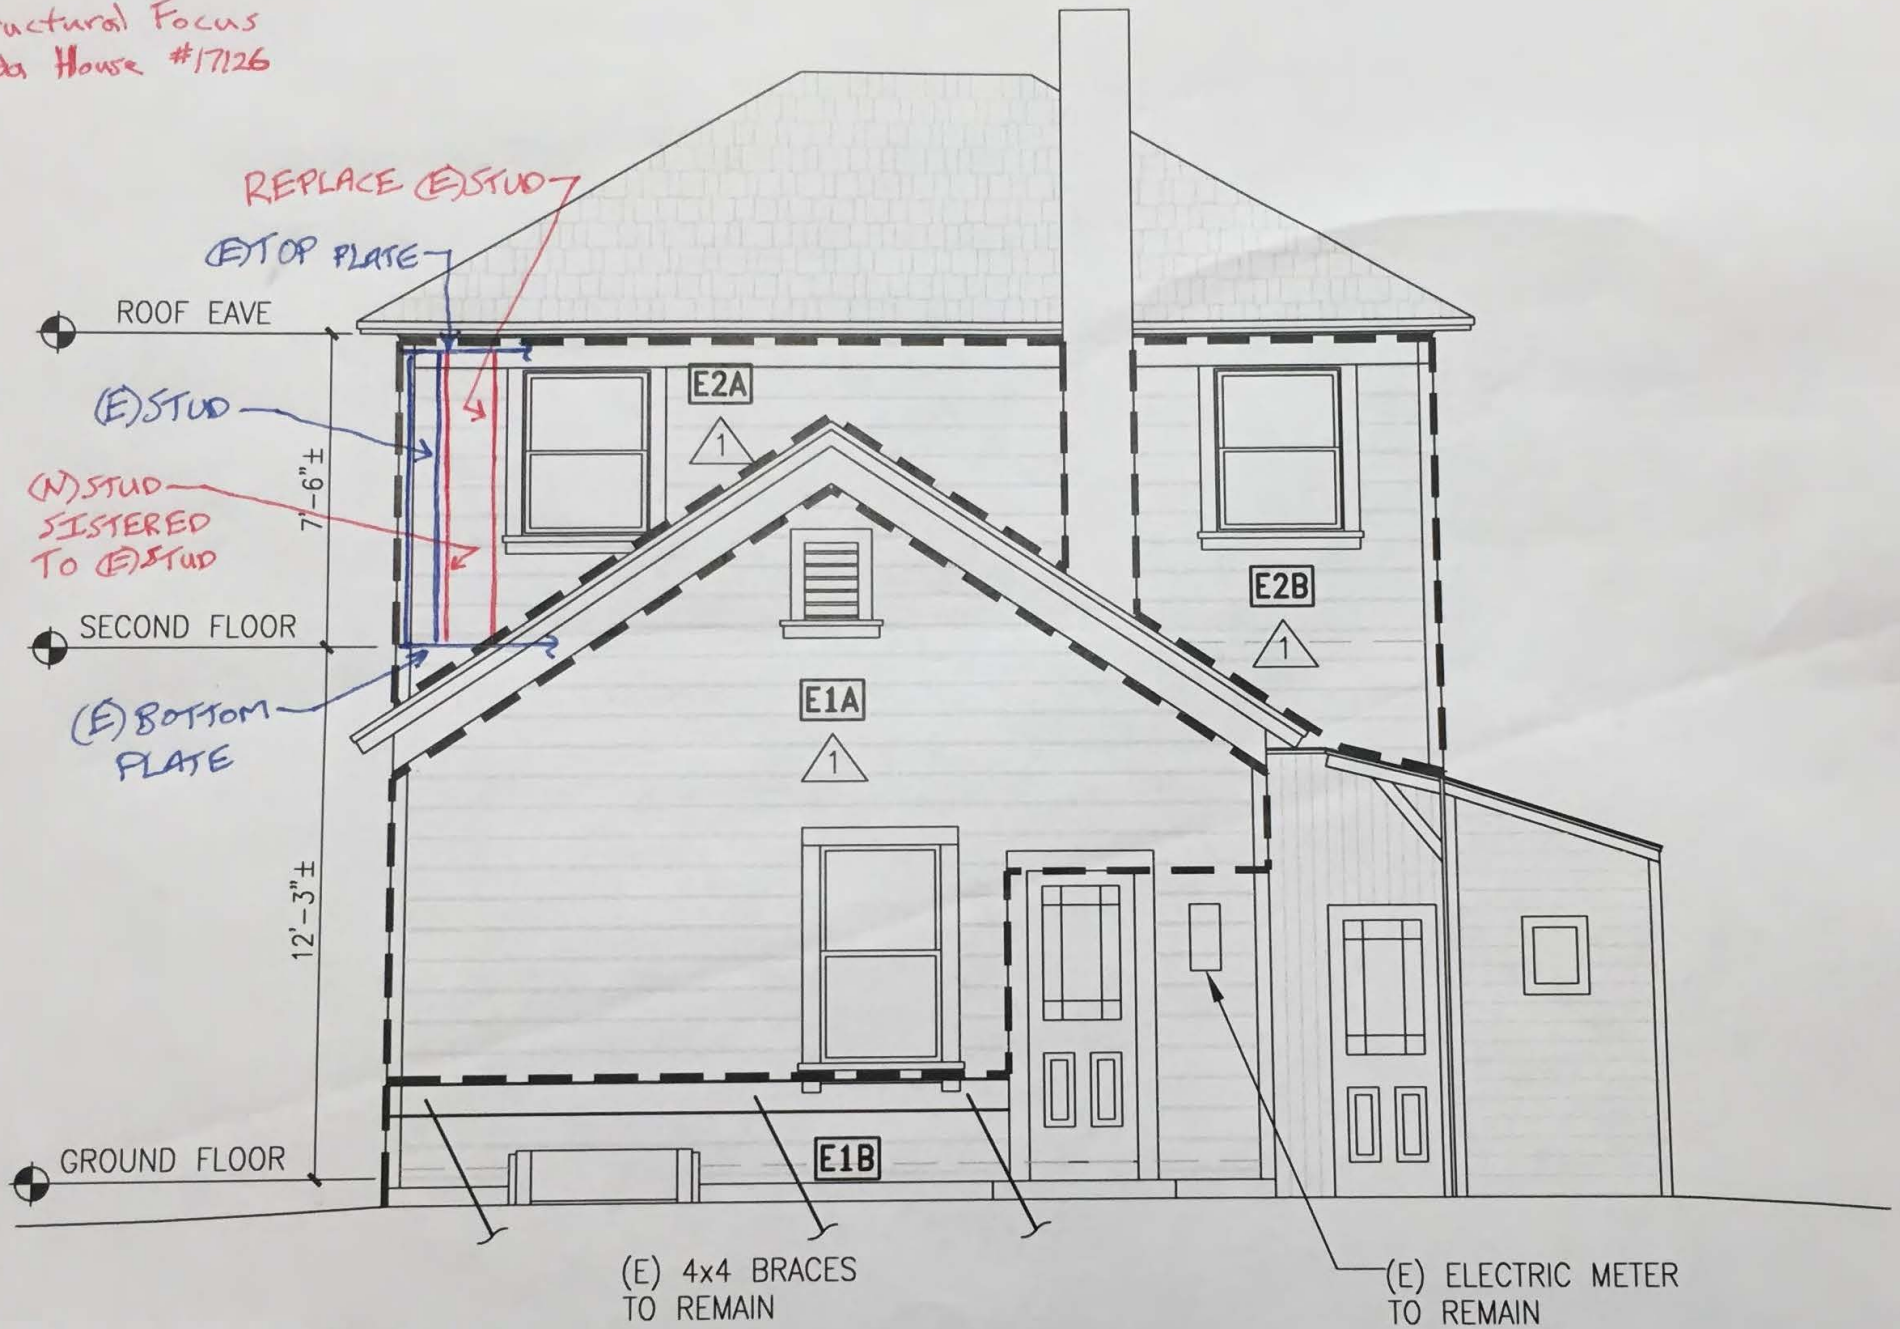 Structural Focus
House #17126
REPLACE (E)STUD
(E)TOP PLATE
ROOF EAVE
(E)STUD
E2A
1
7'-6"±
(N)STUD
SISTERED
TO (E)STUD
E2B
1
SECOND FLOOR
(E)BOTTOM
PLATE
E1A
1
12'-3"±
GROUND FLOOR
E1B
(E) 4x4 BRACES
TO REMAIN
(E) ELECTRIC METER
TO REMAIN